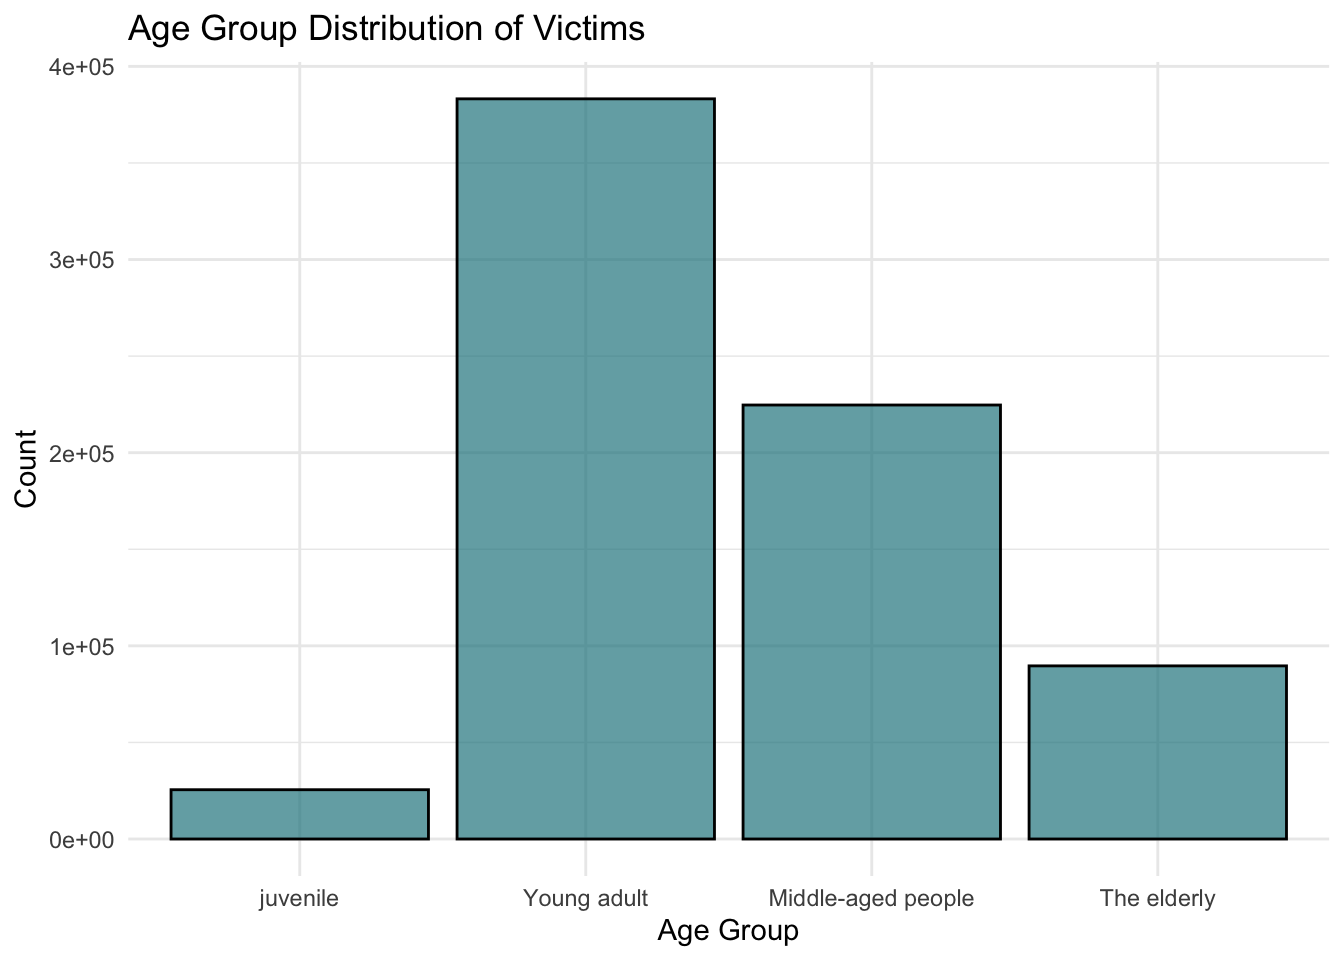 Age Group Distribution of Victims
4e+05
3e+05
2e+05
1e+05
0e+00
Count
juvenile Young adult Middle-aged people The elderly
Age Group